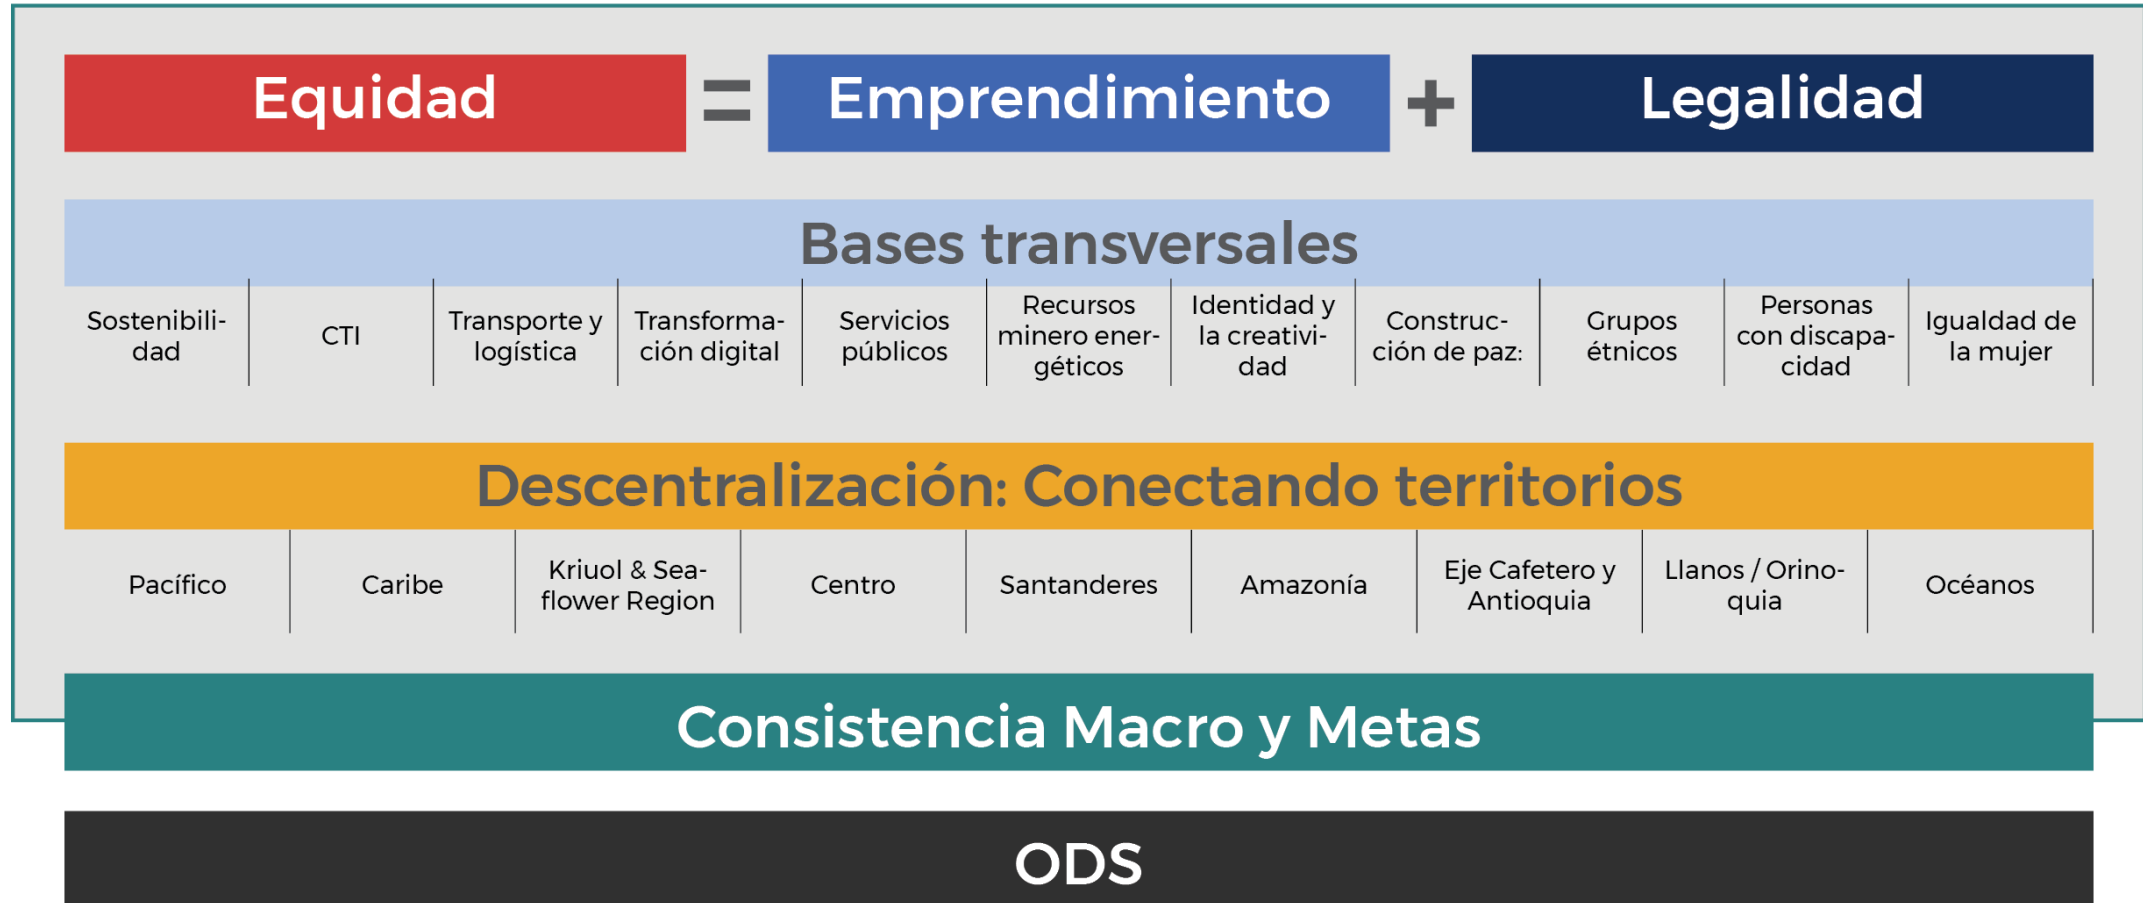 Equidad = Emprendimiento + Legalidad
Bases transversales
Sostenibili-
dad
CTI
Transporte y
logística
Transforma-
ción digital
Servicios
públicos
Recursos
minero ener-
géticos
Identidad y
la creativi-
dad
Construc-
ción de paz:
Grupos
étnicos
Personas
con discapa-
cidad
Igualdad de
la mujer
Descentralización: Conectando territorios
Pacífico
Caribe
Kriuol & Sea-
flower Region
Centro
Santanderes
Amazonía
Eje Cafetero y
Antioquia
Llanos / Orino-
quia
Océanos
Consistencia Macro y Metas
ODS